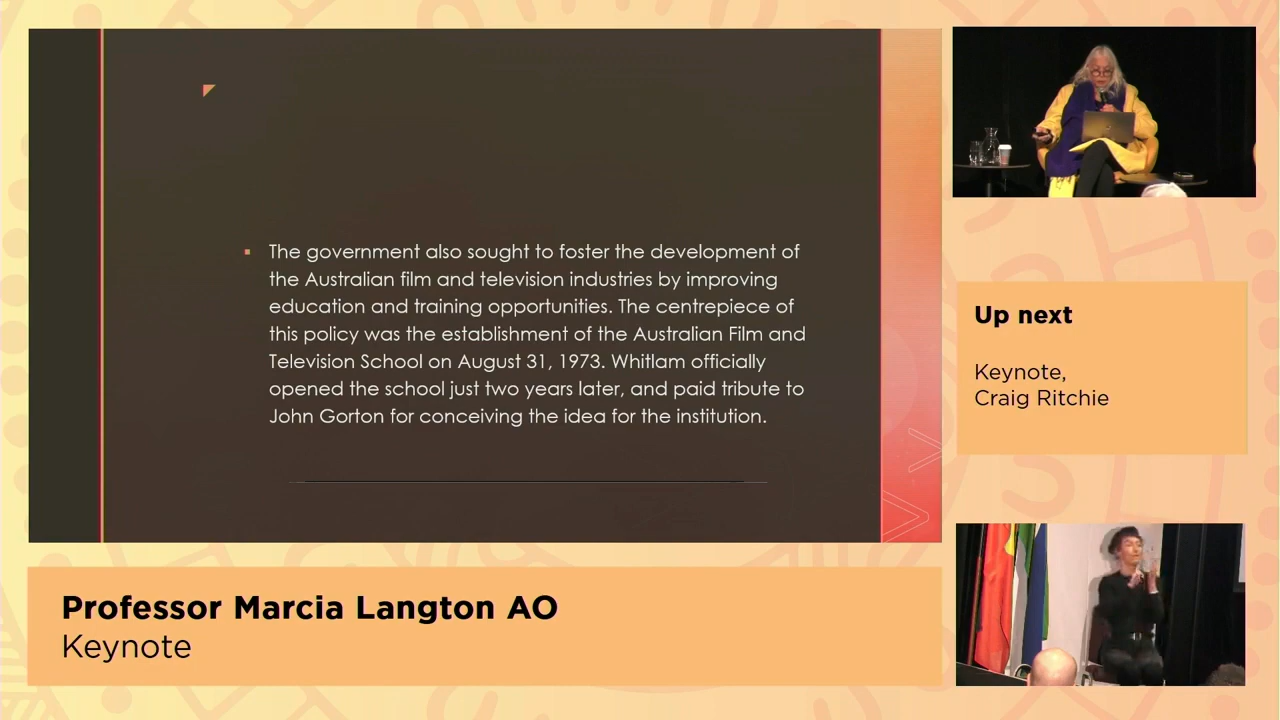 The government also sought to foster the development of
the Australian film and television industries by improving
education and training opportunities. The centrepiece of
this policy was the establishment of the Australian Film and
Television School on August 31, 1973. Whitlam officially
opened the school just two years later, and paid tribute to
John Gorton for conceiving the idea for the institution.
Up next
Keynote,
Craig Ritchie
Professor Marcia Langton AO
Keynote